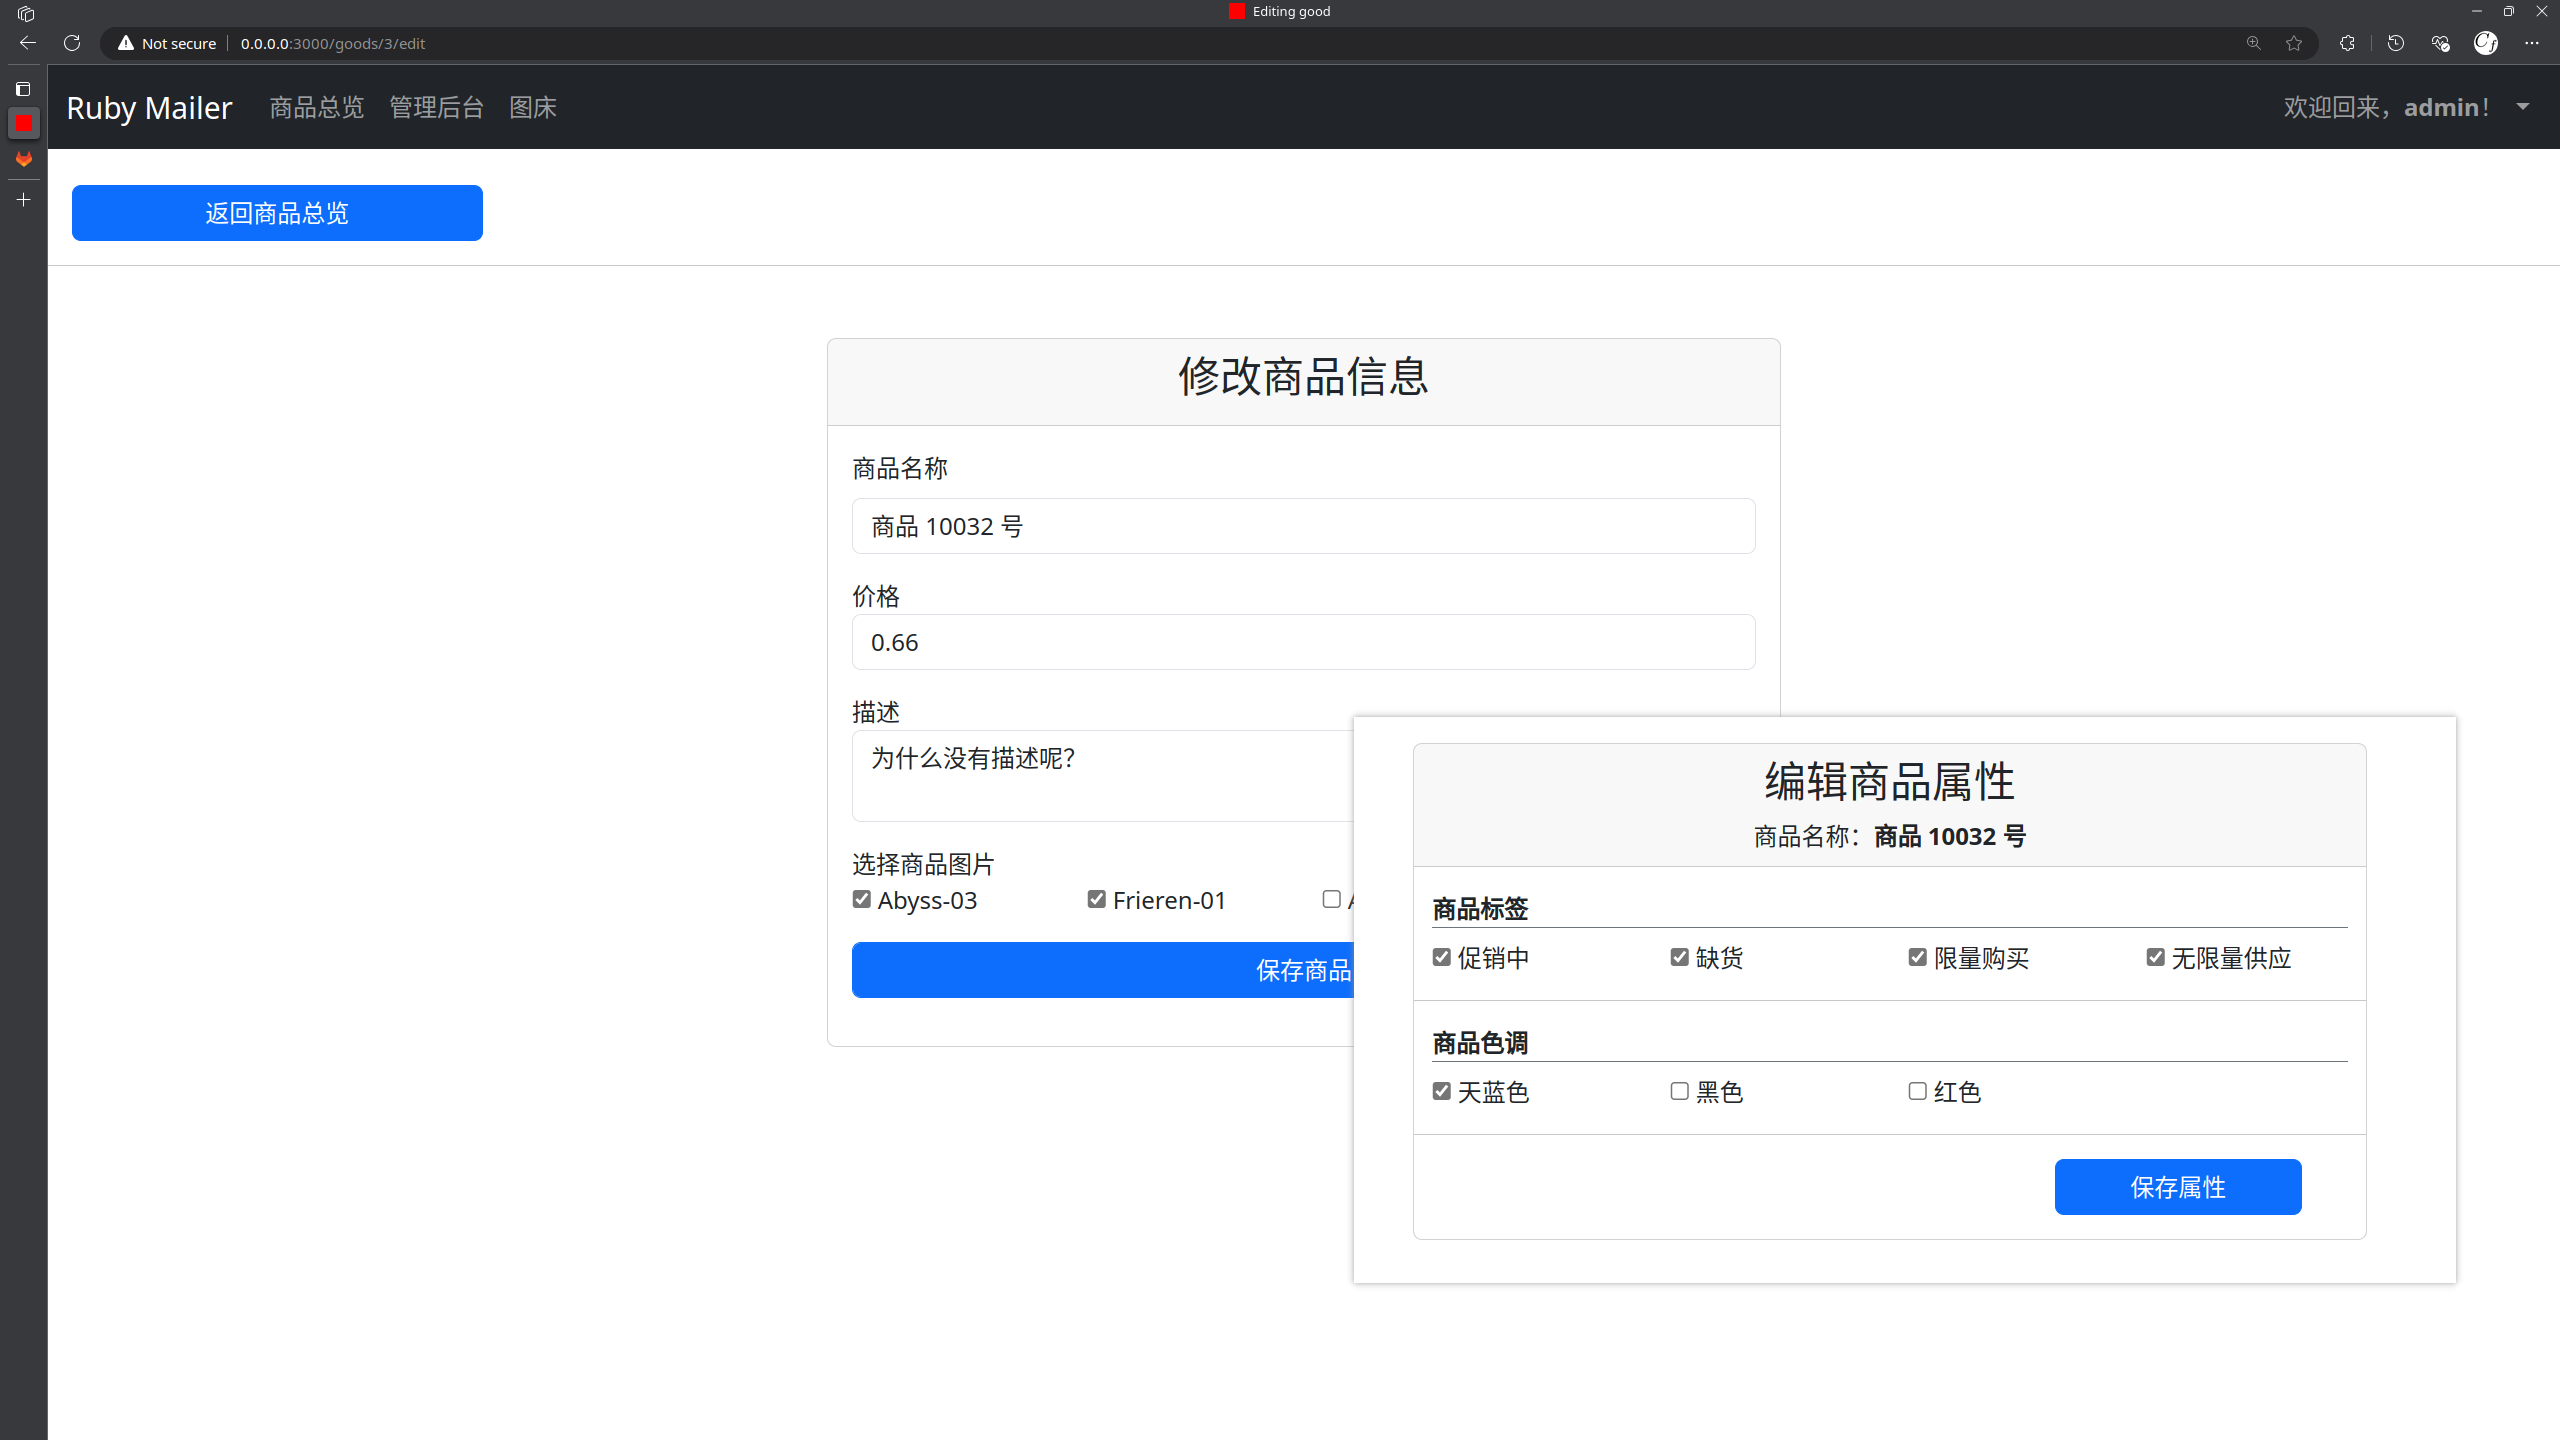 Editing good
Not secure
0.0.0.0:3000/goods/3/edit
Ruby Mailer
商品总览
管理后台
图床
欢迎回来，admin！
返回商品总览
修改商品信息
商品名称
商品 10032 号
价格
0.66
描述
为什么没有描述呢？
选择商品图片
Abyss-03
Frieren-01
保存商品
编辑商品属性
商品名称：商品 10032 号
商品标签
促销中
缺货
限量购买
无限量供应
商品色调
天蓝色
黑色
红色
保存属性